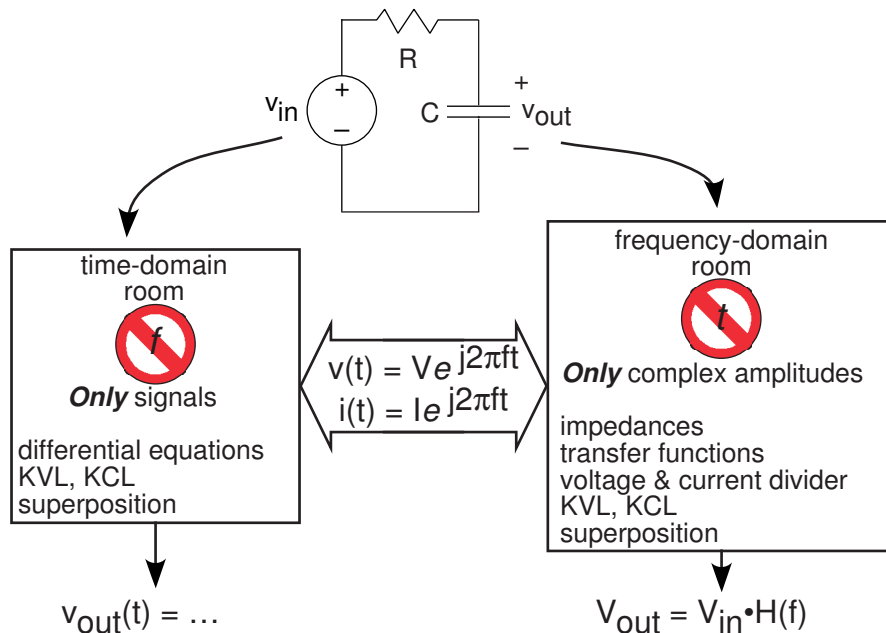 R
+
v_in
+
–
C
v_out
–
time-domain
room
f
Only signals
differential equations
KVL, KCL
superposition
v(t) = Ve^j2πft
i(t) = Ie^j2πft
frequency-domain
room
t
Only complex amplitudes
impedances
transfer functions
voltage & current divider
KVL, KCL
superposition
v_out(t) = …
V_out = V_in•H(f)